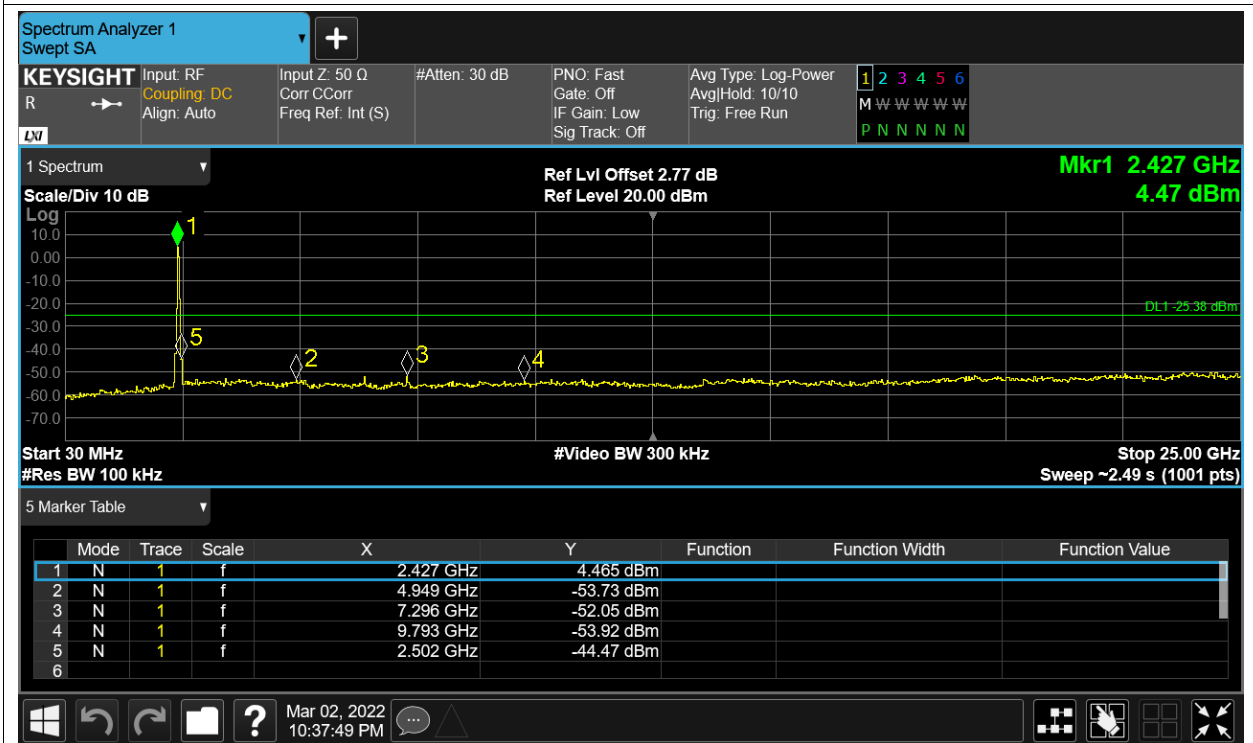 Spectrum Analyzer 1
Swept SA
KEYSIGHT
R
LXI
Input: RF
Coupling: DC
Align: Auto
Input Z: 50 Ω
Corr CCorr
Freq Ref: Int (S)
#Atten: 30 dB
PNO: Fast
Gate: Off
IF Gain: Low
Sig Track: Off
Avg Type: Log-Power
Avg|Hold: 10/10
Trig: Free Run
1 2 3 4 5 6
M W W W W W
P N N N N N
1 Spectrum
Scale/Div 10 dB
Ref Lvl Offset 2.77 dB
Ref Level 20.00 dBm
Mkr1 2.427 GHz
4.47 dBm
Log
10.0
0.00
-10.0
-20.0
-30.0
-40.0
-50.0
-60.0
-70.0
1
5
2
3
4
DL1 -25.38 dBm
Start 30 MHz
#Res BW 100 kHz
#Video BW 300 kHz
Stop 25.00 GHz
Sweep ~2.49 s (1001 pts)
5 Marker Table
Mode Trace Scale X Y Function Function Width Function Value
1 N 1 f 2.427 GHz 4.465 dBm
2 N 1 f 4.949 GHz -53.73 dBm
3 N 1 f 7.296 GHz -52.05 dBm
4 N 1 f 9.793 GHz -53.92 dBm
5 N 1 f 2.502 GHz -44.47 dBm
6
?
Mar 02, 2022
10:37:49 PM